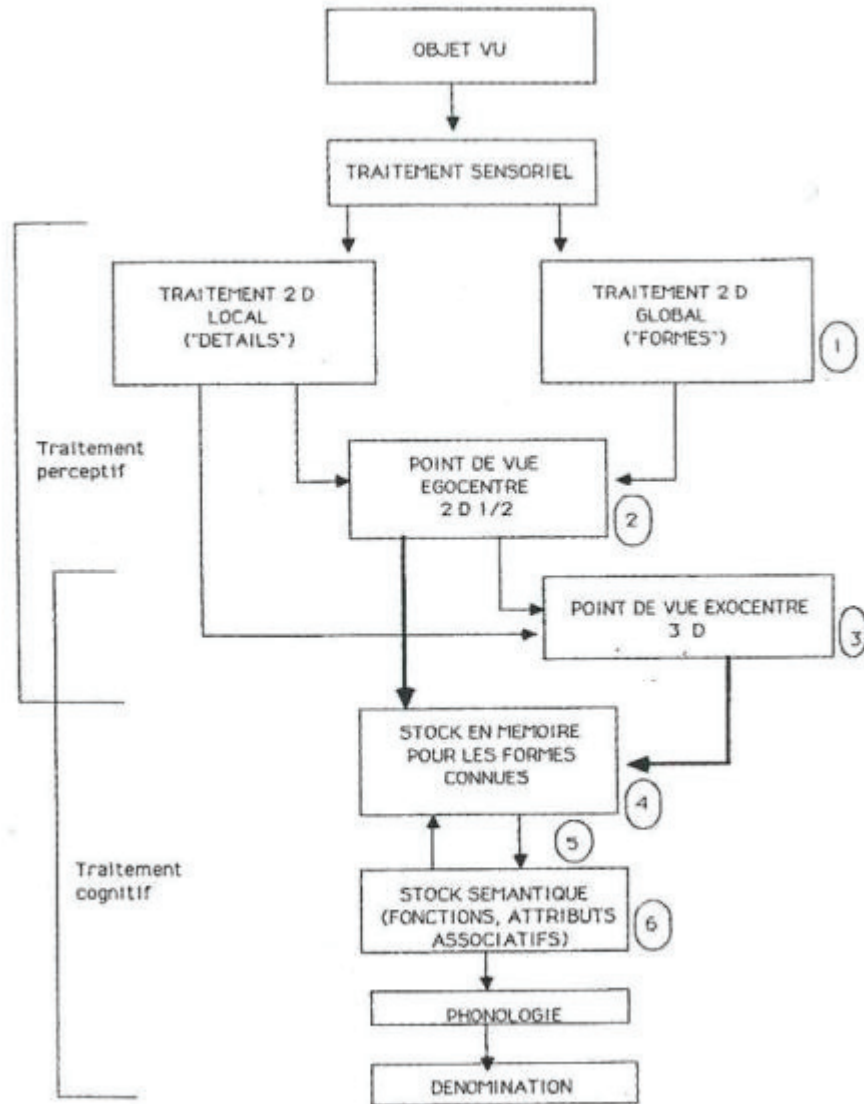 OBJET VU
TRAITEMENT SENSORIEL
TRAITEMENT 2 D
LOCAL
("DETAILS")
TRAITEMENT 2 D
GLOBAL
("FORMES")
1
Traitement
perceptif
POINT DE VUE
EGOCENTRE
2 D 1/2
2
POINT DE VUE EXOCENTRE
3 D
3
STOCK EN MEMOIRE
POUR LES FORMES
CONNUES
4
5
Traitement
cognitif
STOCK SEMANTIQUE
(FONCTIONS, ATTRIBUTS
ASSOCIATIFS)
6
PHONOLOGIE
DENOMINATION